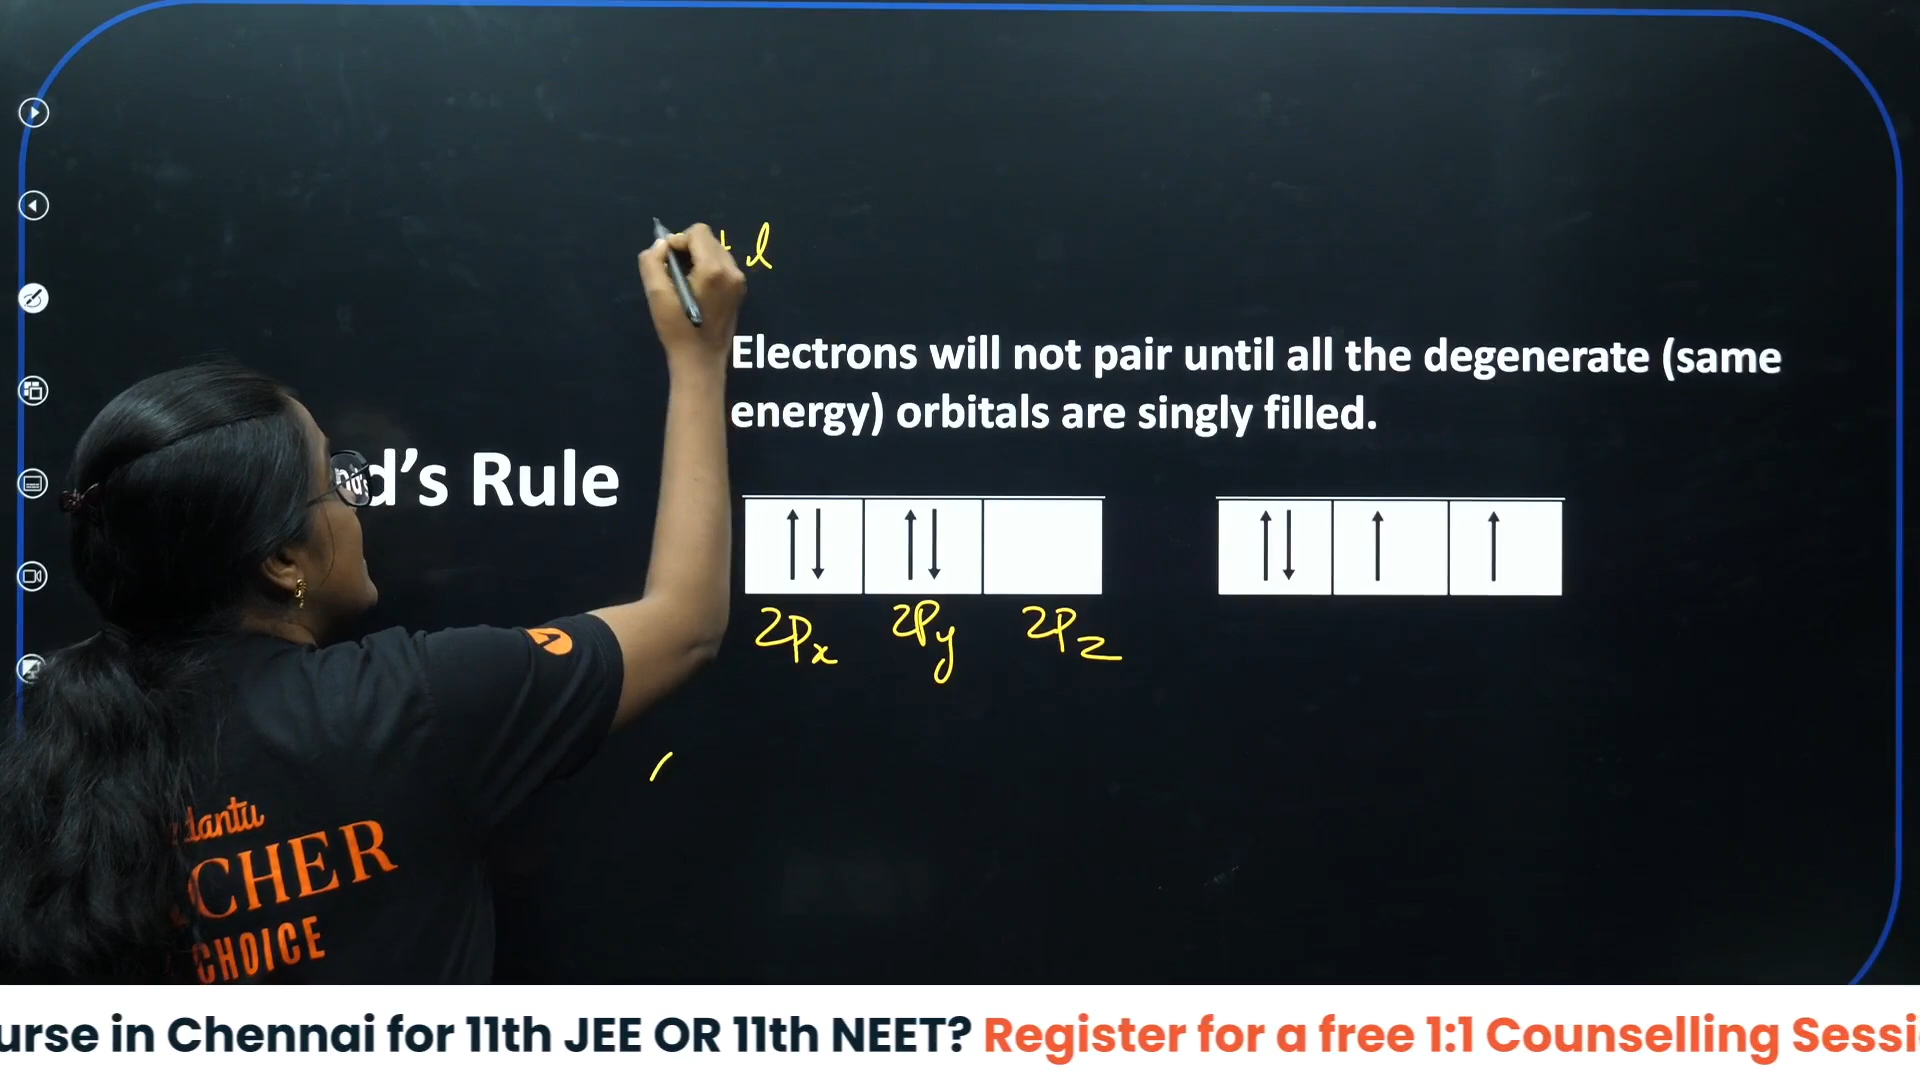 + l
Electrons will not pair until all the degenerate (same
energy) orbitals are singly filled.
d's Rule
2Px 2Py 2Pz
dantu
CHER
CHOICE
urse in Chennai for 11th JEE OR 11th NEET? Register for a free 1:1 Counselling Sessi